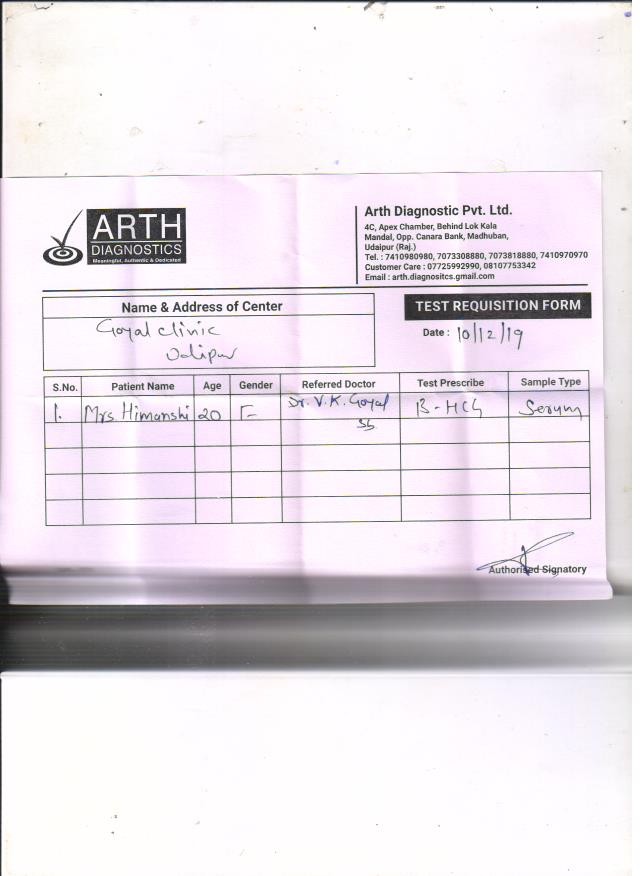 ARTH
DIAGNOSTICS
Meaningful, Authentic & Dedicated
Arth Diagnostic Pvt. Ltd.
4C, Apex Chamber, Behind Lok Kala
Mandal, Opp. Canara Bank, Madhuban,
Udaipur (Raj.)
Tel. : 7410980980, 7073308880, 7073818880, 7410970970
Customer Care : 07725992990, 08107753342
Email : arth.diagnositcs.gmail.com
Name & Address of Center
Goyal clinic
Udipur
TEST REQUISITION FORM
Date : 10/12/19
S.No. Patient Name Age Gender Referred Doctor Test Prescribe Sample Type
1. Mrs Himanshi 20 F Dr. V.K. Goyal B-HCG Serum
Authorised Signatory